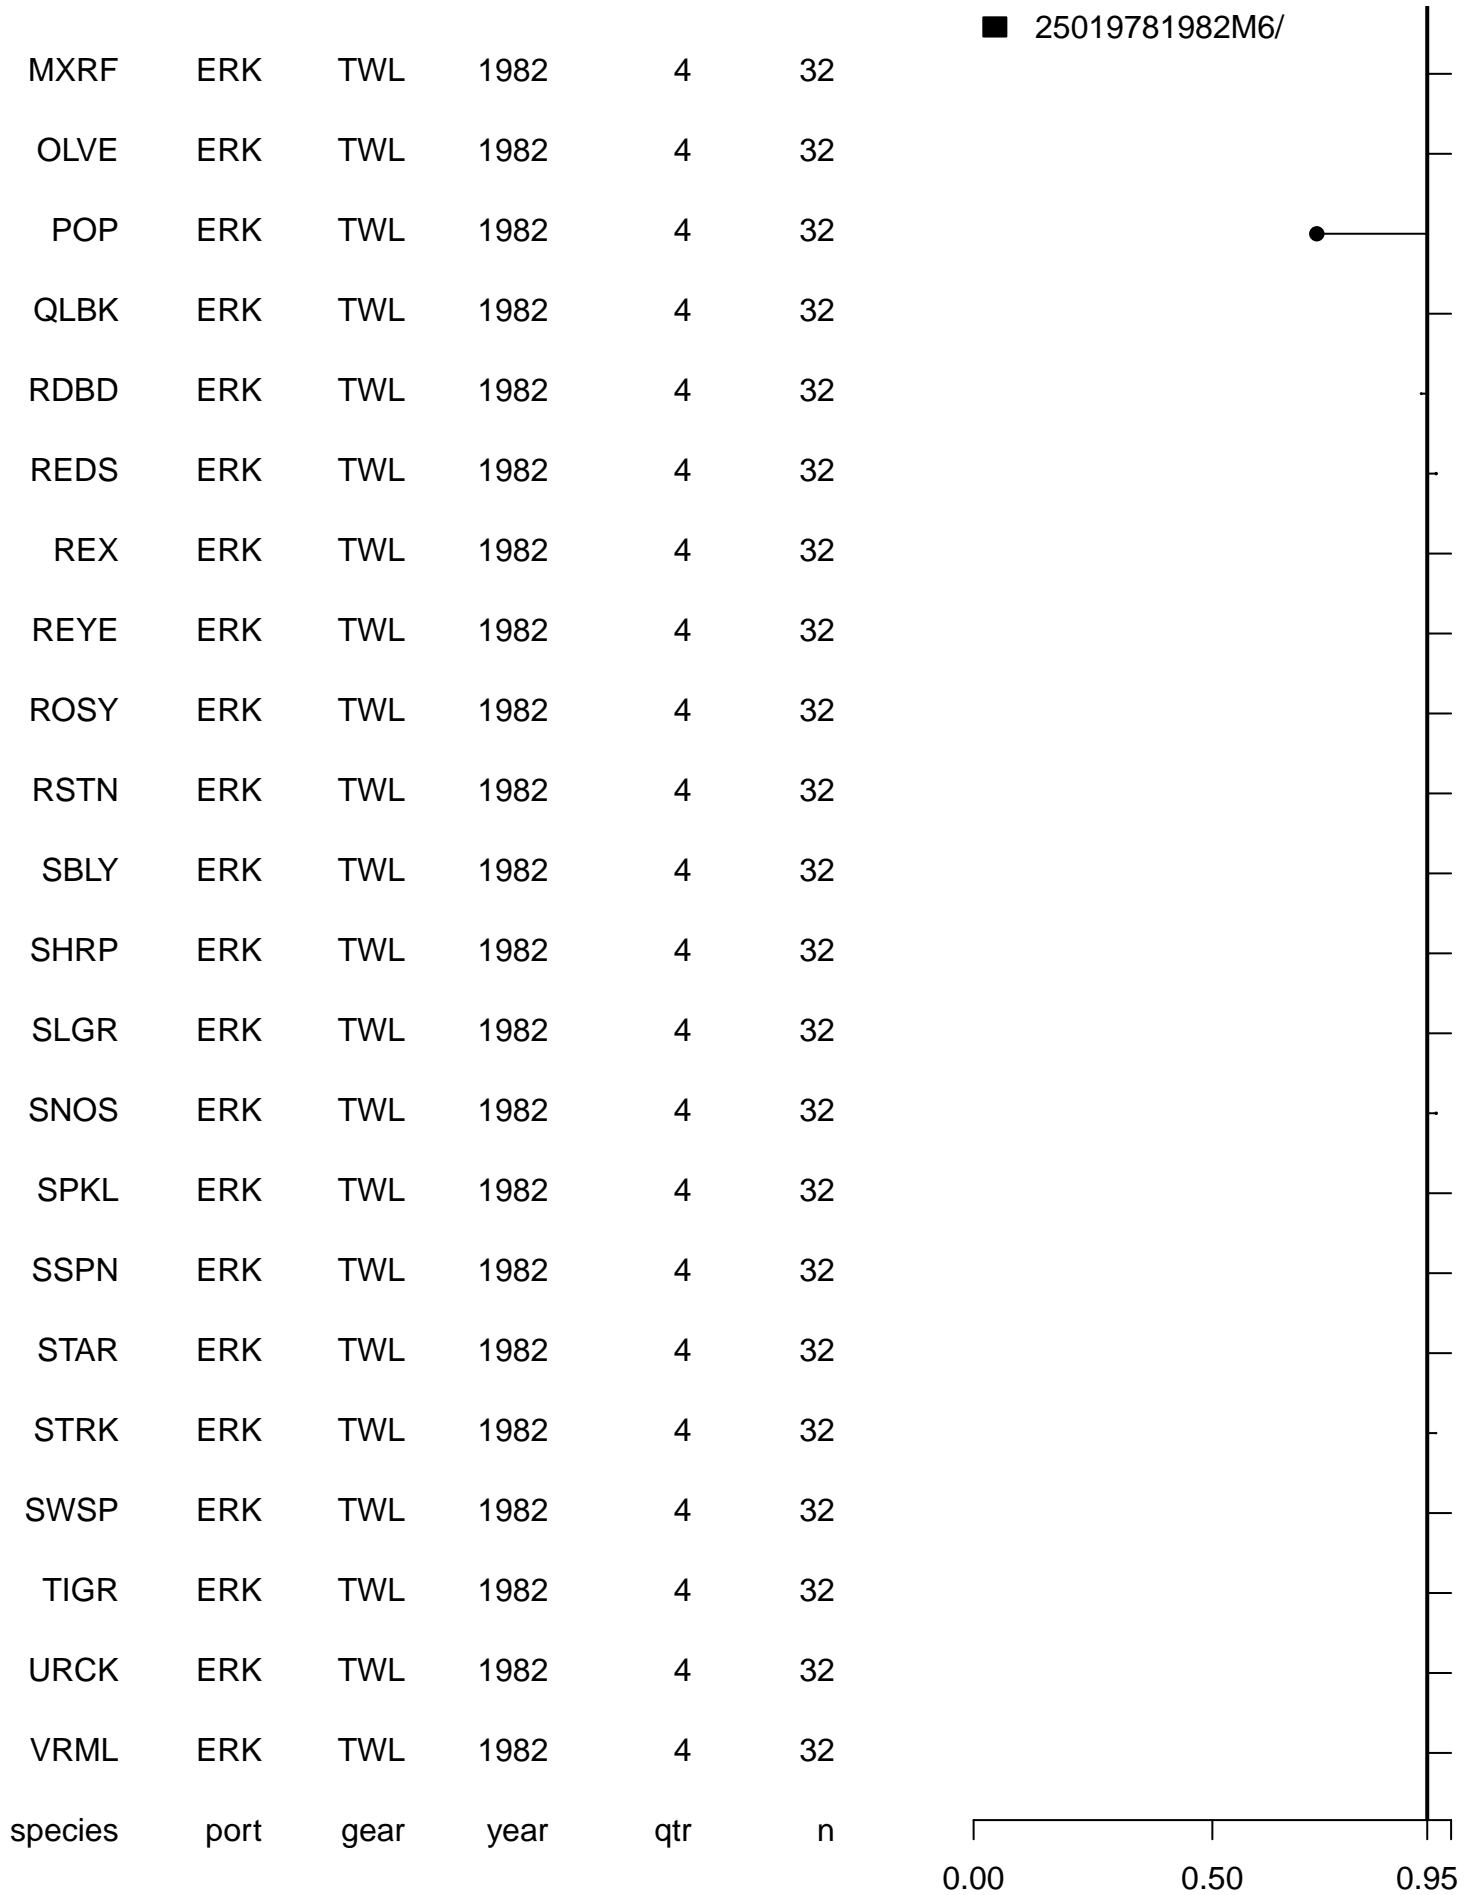 25019781982M6/
MXRF ERK TWL 1982 4 32
OLVE ERK TWL 1982 4 32
POP ERK TWL 1982 4 32
QLBK ERK TWL 1982 4 32
RDBD ERK TWL 1982 4 32
REDS ERK TWL 1982 4 32
REX ERK TWL 1982 4 32
REYE ERK TWL 1982 4 32
ROSY ERK TWL 1982 4 32
RSTN ERK TWL 1982 4 32
SBLY ERK TWL 1982 4 32
SHRP ERK TWL 1982 4 32
SLGR ERK TWL 1982 4 32
SNOS ERK TWL 1982 4 32
SPKL ERK TWL 1982 4 32
SSPN ERK TWL 1982 4 32
STAR ERK TWL 1982 4 32
STRK ERK TWL 1982 4 32
SWSP ERK TWL 1982 4 32
TIGR ERK TWL 1982 4 32
URCK ERK TWL 1982 4 32
VRML ERK TWL 1982 4 32
species port gear year qtr n
0.00 0.50 0.95